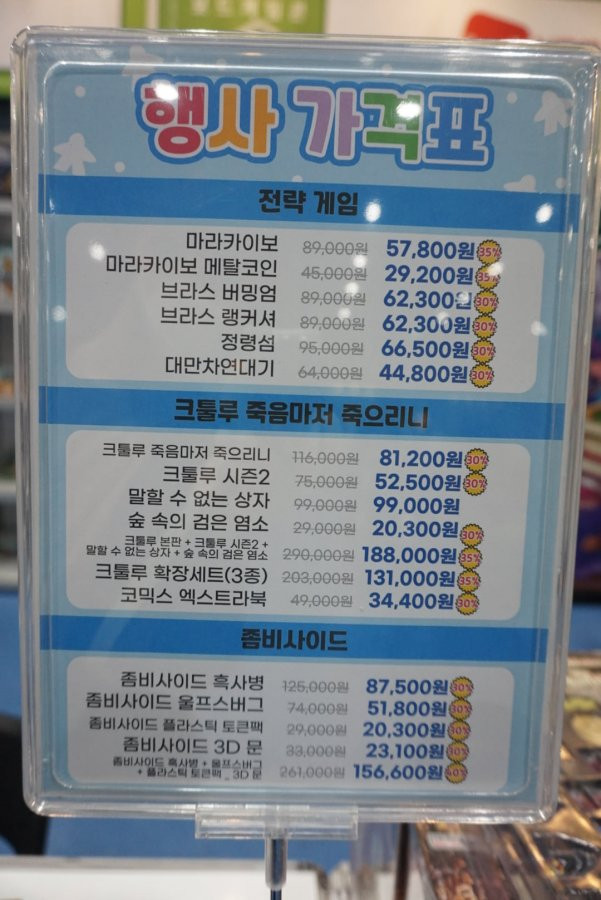 행사 가격표
전략 게임
마라카이보 89,000원 57,800원 35%
마라카이보 메탈코인 45,000원 29,200원 35%
브라스 버밍엄 89,000원 62,300원 30%
브라스 랭커셔 89,000원 62,300원 30%
정령섬 95,000원 66,500원 30%
대만차연대기 64,000원 44,800원 30%
크툴루 죽음마저 죽으리니
크툴루 죽음마저 죽으리니 116,000원 81,200원 30%
크툴루 시즌2 75,000원 52,500원 30%
말할 수 없는 상자 99,000원 99,000원
숲 속의 검은 염소 29,000원 20,300원 30%
크툴루 본판 + 크툴루 시즌2 +
말할 수 없는 상자 + 숲 속의 검은 염소 290,000원 188,000원 35%
크툴루 확장세트(3종) 203,000원 131,000원 35%
코믹스 엑스트라북 49,000원 34,400원 30%
좀비사이드
좀비사이드 흑사병 125,000원 87,500원 30%
좀비사이드 울프스버그 74,000원 51,800원 30%
좀비사이드 플라스틱 토큰팩 29,000원 20,300원 30%
좀비사이드 3D 문 33,000원 23,100원 30%
좀비사이드 흑사병 + 울프스버그
+ 플라스틱 토큰팩 _ 3D 문 261,000원 156,600원 40%